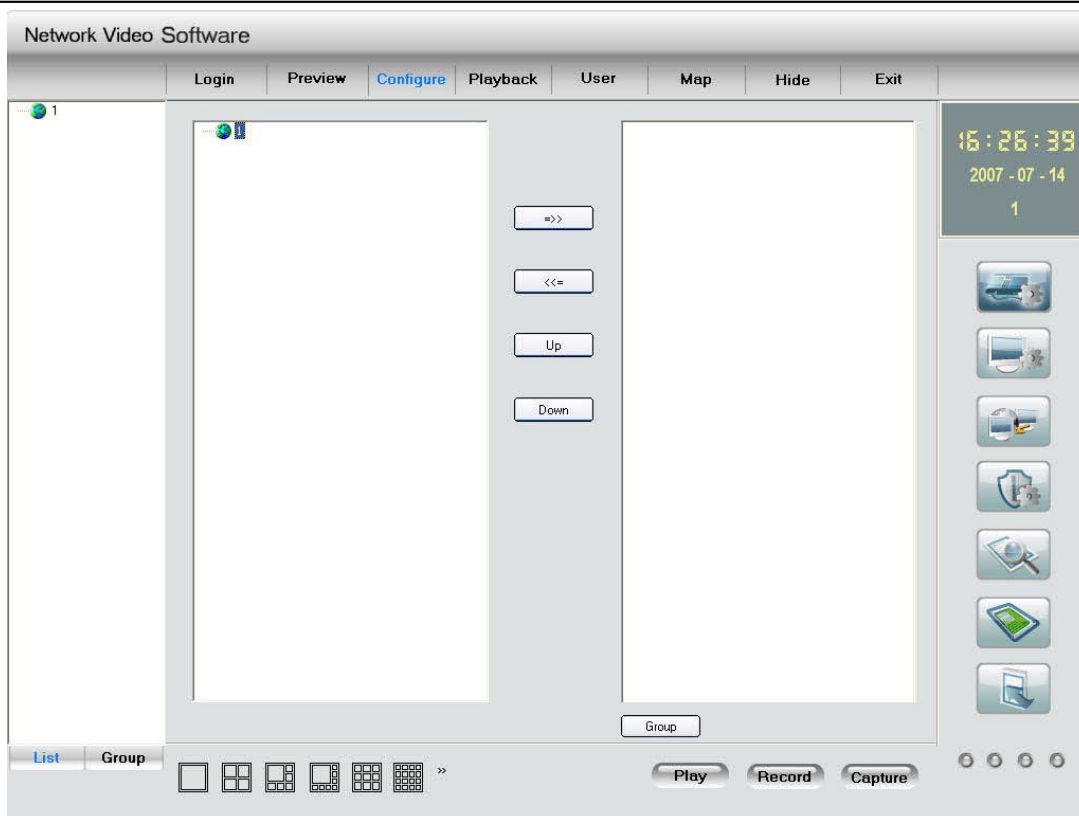 Network Video Software
Login Preview Configure Playback User Map Hide Exit
1
1
16:26:39
2007 - 07 - 14
1
=>>
<<=
Up
Down
Group
List Group
»
Play Record Capture